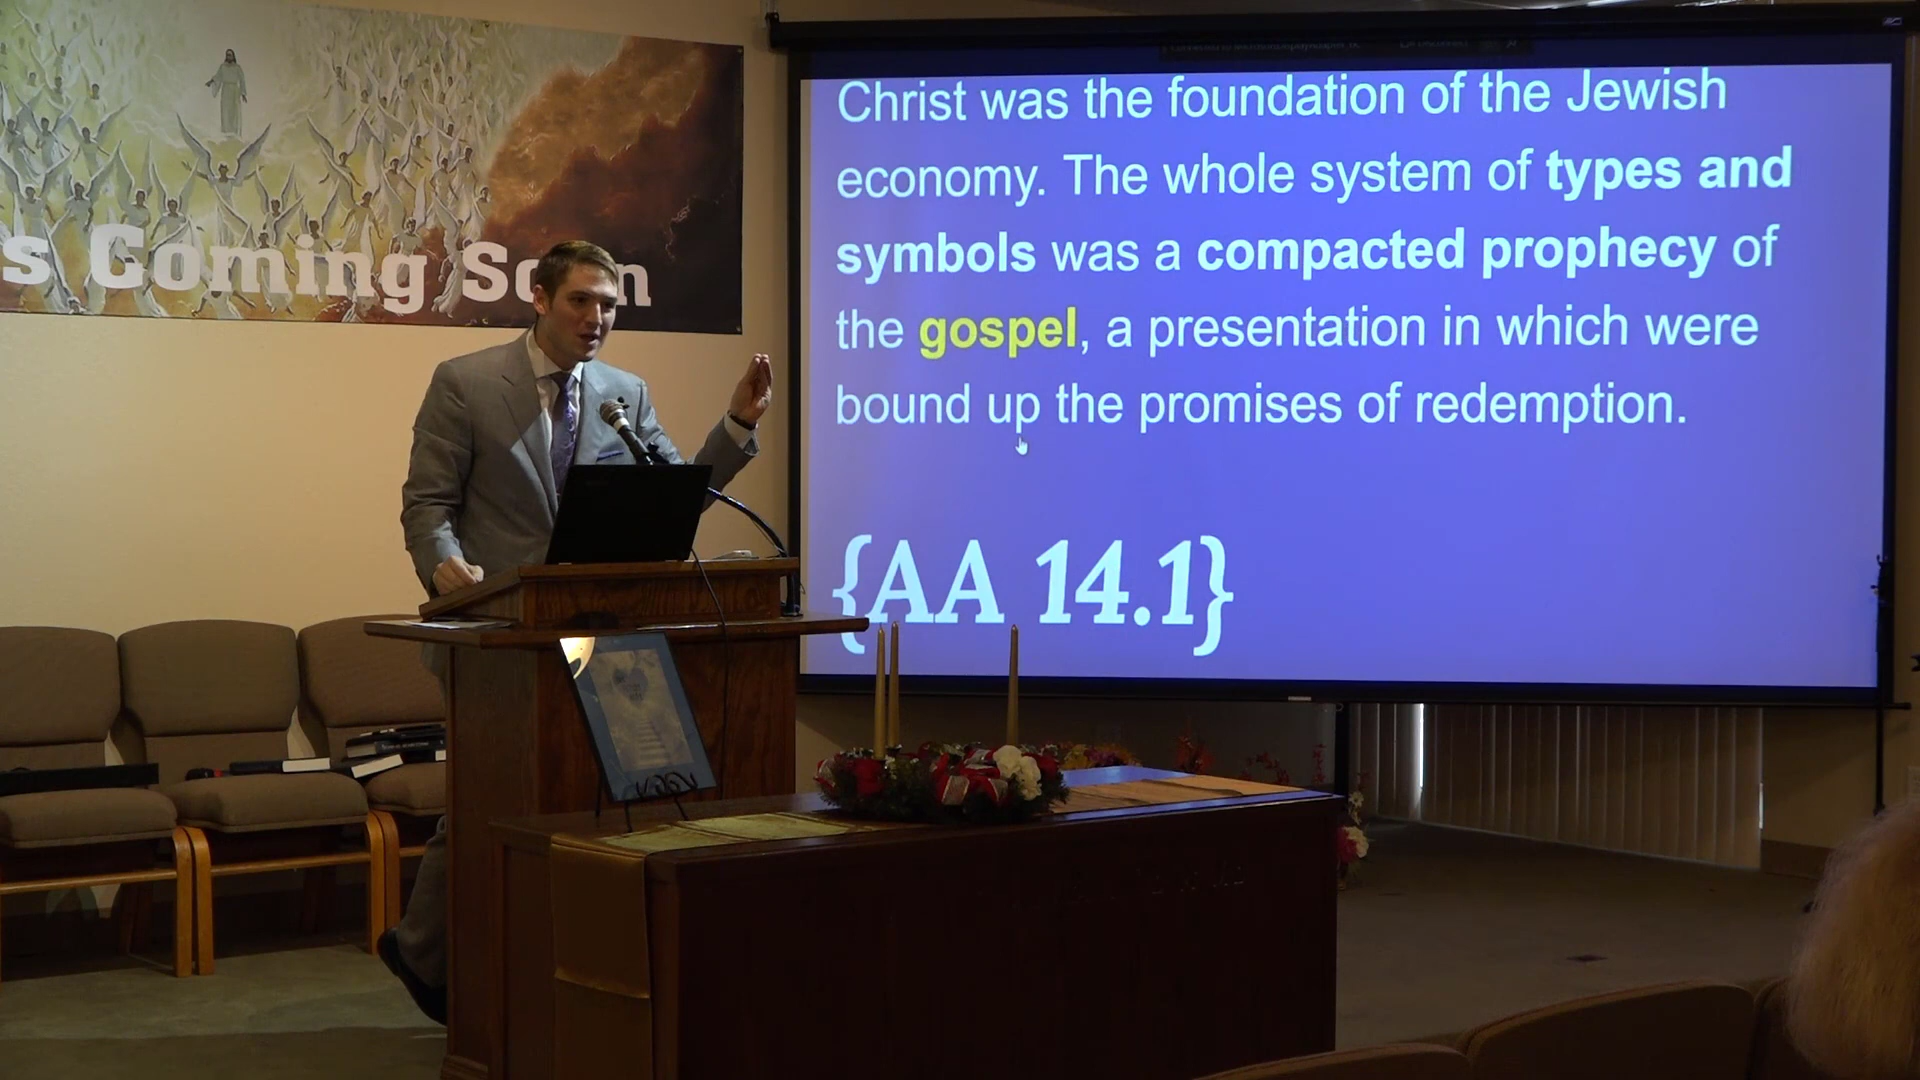 s Coming So n
Christ was the foundation of the Jewish
economy. The whole system of types and
symbols was a compacted prophecy of
the gospel, a presentation in which were
bound up the promises of redemption.
{AA 14.1}